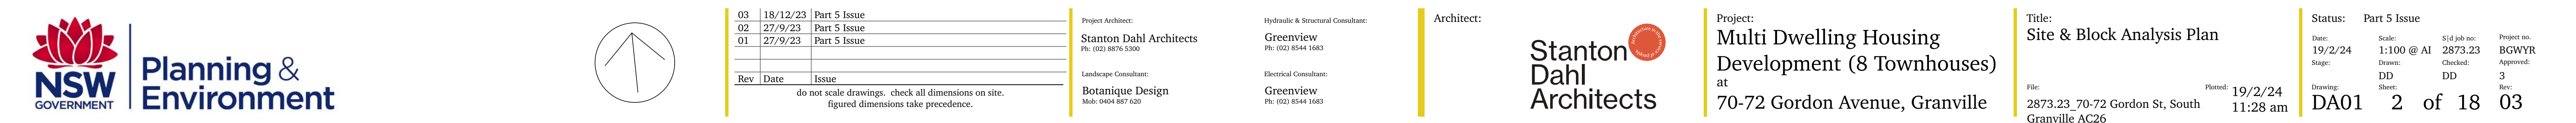 NSW
GOVERNMENT
Planning &
Environment
03 18/12/23 Part 5 Issue
02 27/9/23 Part 5 Issue
01 27/9/23 Part 5 Issue
Rev Date Issue
do not scale drawings. check all dimensions on site.
figured dimensions take precedence.
Project Architect:
Stanton Dahl Architects
Ph: (02) 8876 5300
Landscape Consultant:
Botanique Design
Mob: 0404 887 620
Hydraulic & Structural Consultant:
Greenview
Ph: (02) 8544 1683
Electrical Consultant:
Greenview
Ph: (02) 8544 1683
Architect:
Stanton
Dahl
Architects
Project:
Multi Dwelling Housing
Development (8 Townhouses)
at
70-72 Gordon Avenue, Granville
Title:
Site & Block Analysis Plan
File:
2873.23_70-72 Gordon St, South
Granville AC26
Plotted: 19/2/24
11:28 am
Status: Part 5 Issue
Date: Scale: S|d job no: Project no.
19/2/24 1:100 @ AI 2873.23 BGWYR
Stage: Drawn: Checked: Approved:
DD DD 3
Drawing: Sheet: Rev:
DA01 2 of 18 03